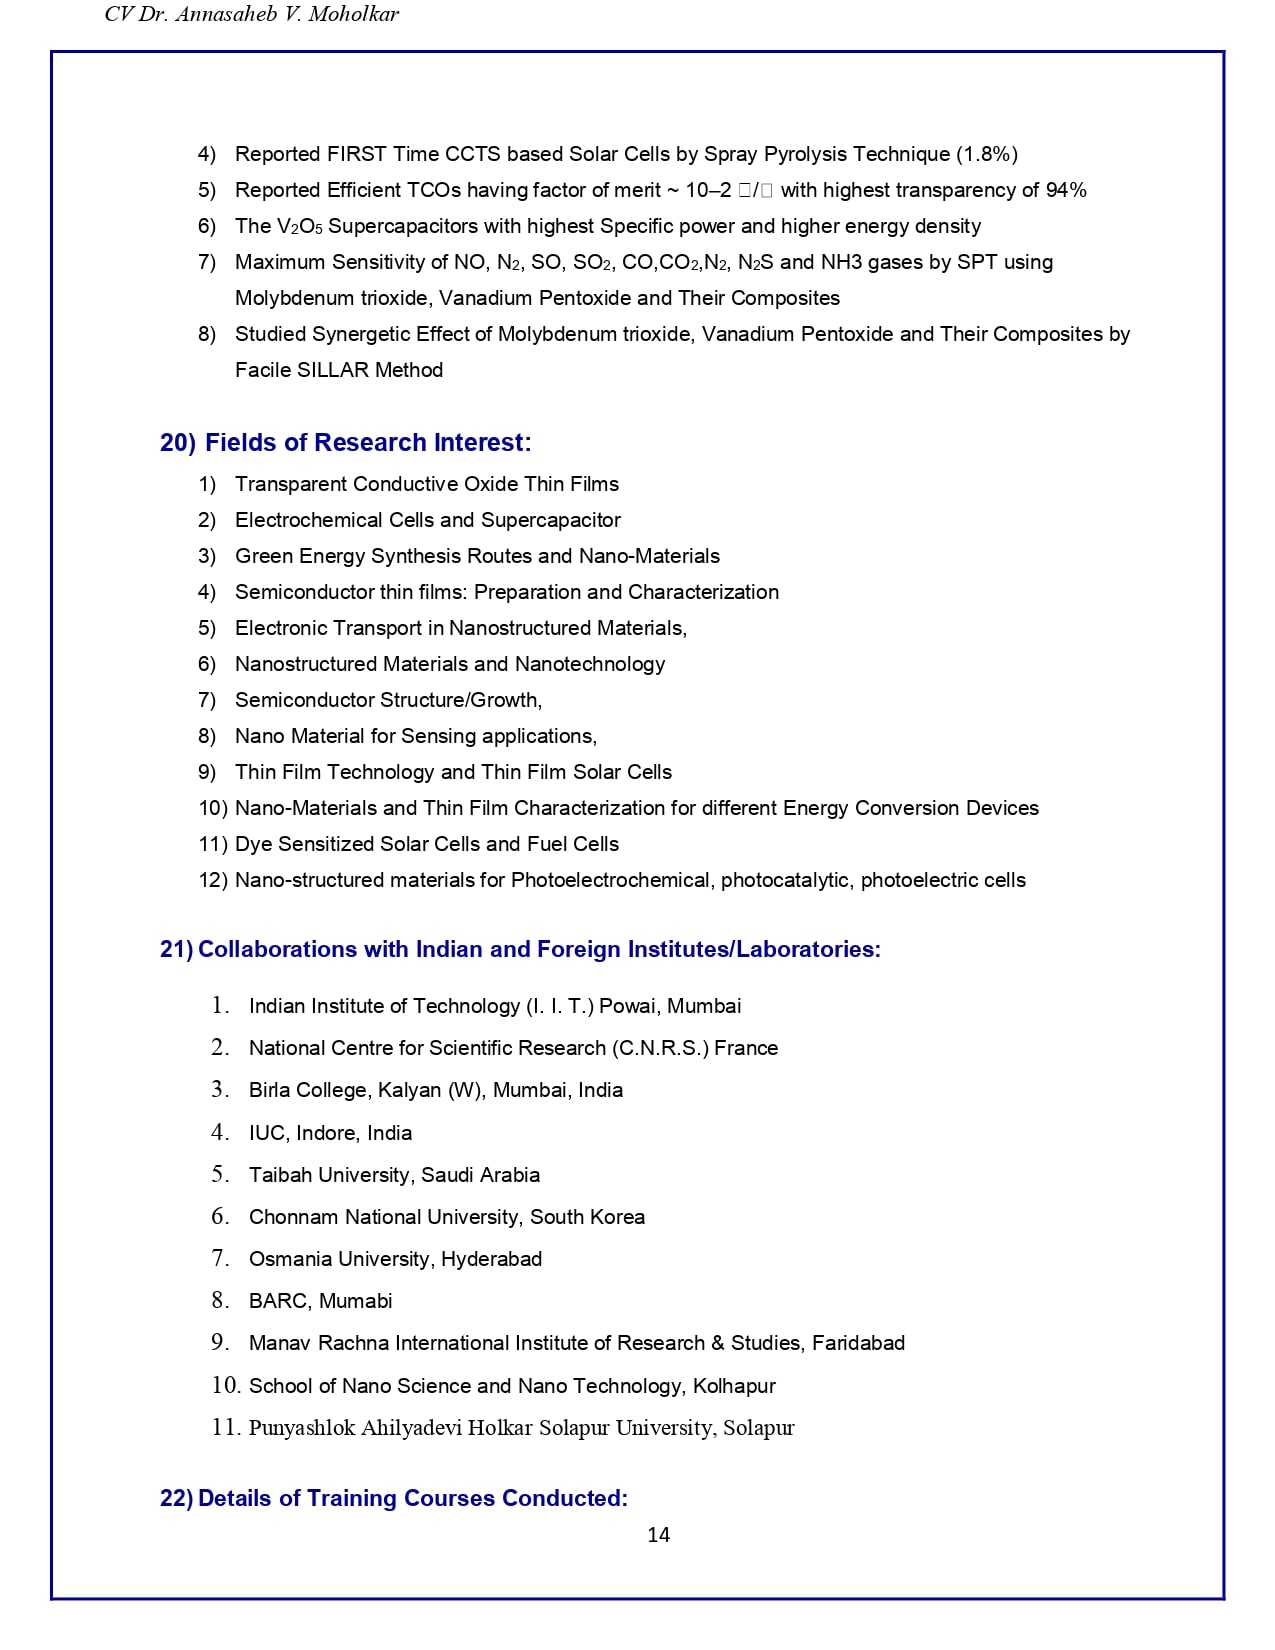 CV Dr. Annasaheb V. Moholkar
4) Reported FIRST Time CCTS based Solar Cells by Spray Pyrolysis Technique (1.8%)
5) Reported Efficient TCOs having factor of merit ~ 10–2 □/□ with highest transparency of 94%
6) The V₂O₅ Supercapacitors with highest Specific power and higher energy density
7) Maximum Sensitivity of NO, N₂, SO, SO₂, CO,CO₂,N₂, N₂S and NH3 gases by SPT using
Molybdenum trioxide, Vanadium Pentoxide and Their Composites
8) Studied Synergetic Effect of Molybdenum trioxide, Vanadium Pentoxide and Their Composites by
Facile SILLAR Method
20) Fields of Research Interest:
1) Transparent Conductive Oxide Thin Films
2) Electrochemical Cells and Supercapacitor
3) Green Energy Synthesis Routes and Nano-Materials
4) Semiconductor thin films: Preparation and Characterization
5) Electronic Transport in Nanostructured Materials,
6) Nanostructured Materials and Nanotechnology
7) Semiconductor Structure/Growth,
8) Nano Material for Sensing applications,
9) Thin Film Technology and Thin Film Solar Cells
10) Nano-Materials and Thin Film Characterization for different Energy Conversion Devices
11) Dye Sensitized Solar Cells and Fuel Cells
12) Nano-structured materials for Photoelectrochemical, photocatalytic, photoelectric cells
21) Collaborations with Indian and Foreign Institutes/Laboratories:
1. Indian Institute of Technology (I. I. T.) Powai, Mumbai
2. National Centre for Scientific Research (C.N.R.S.) France
3. Birla College, Kalyan (W), Mumbai, India
4. IUC, Indore, India
5. Taibah University, Saudi Arabia
6. Chonnam National University, South Korea
7. Osmania University, Hyderabad
8. BARC, Mumabi
9. Manav Rachna International Institute of Research & Studies, Faridabad
10. School of Nano Science and Nano Technology, Kolhapur
11. Punyashlok Ahilyadevi Holkar Solapur University, Solapur
22) Details of Training Courses Conducted:
14